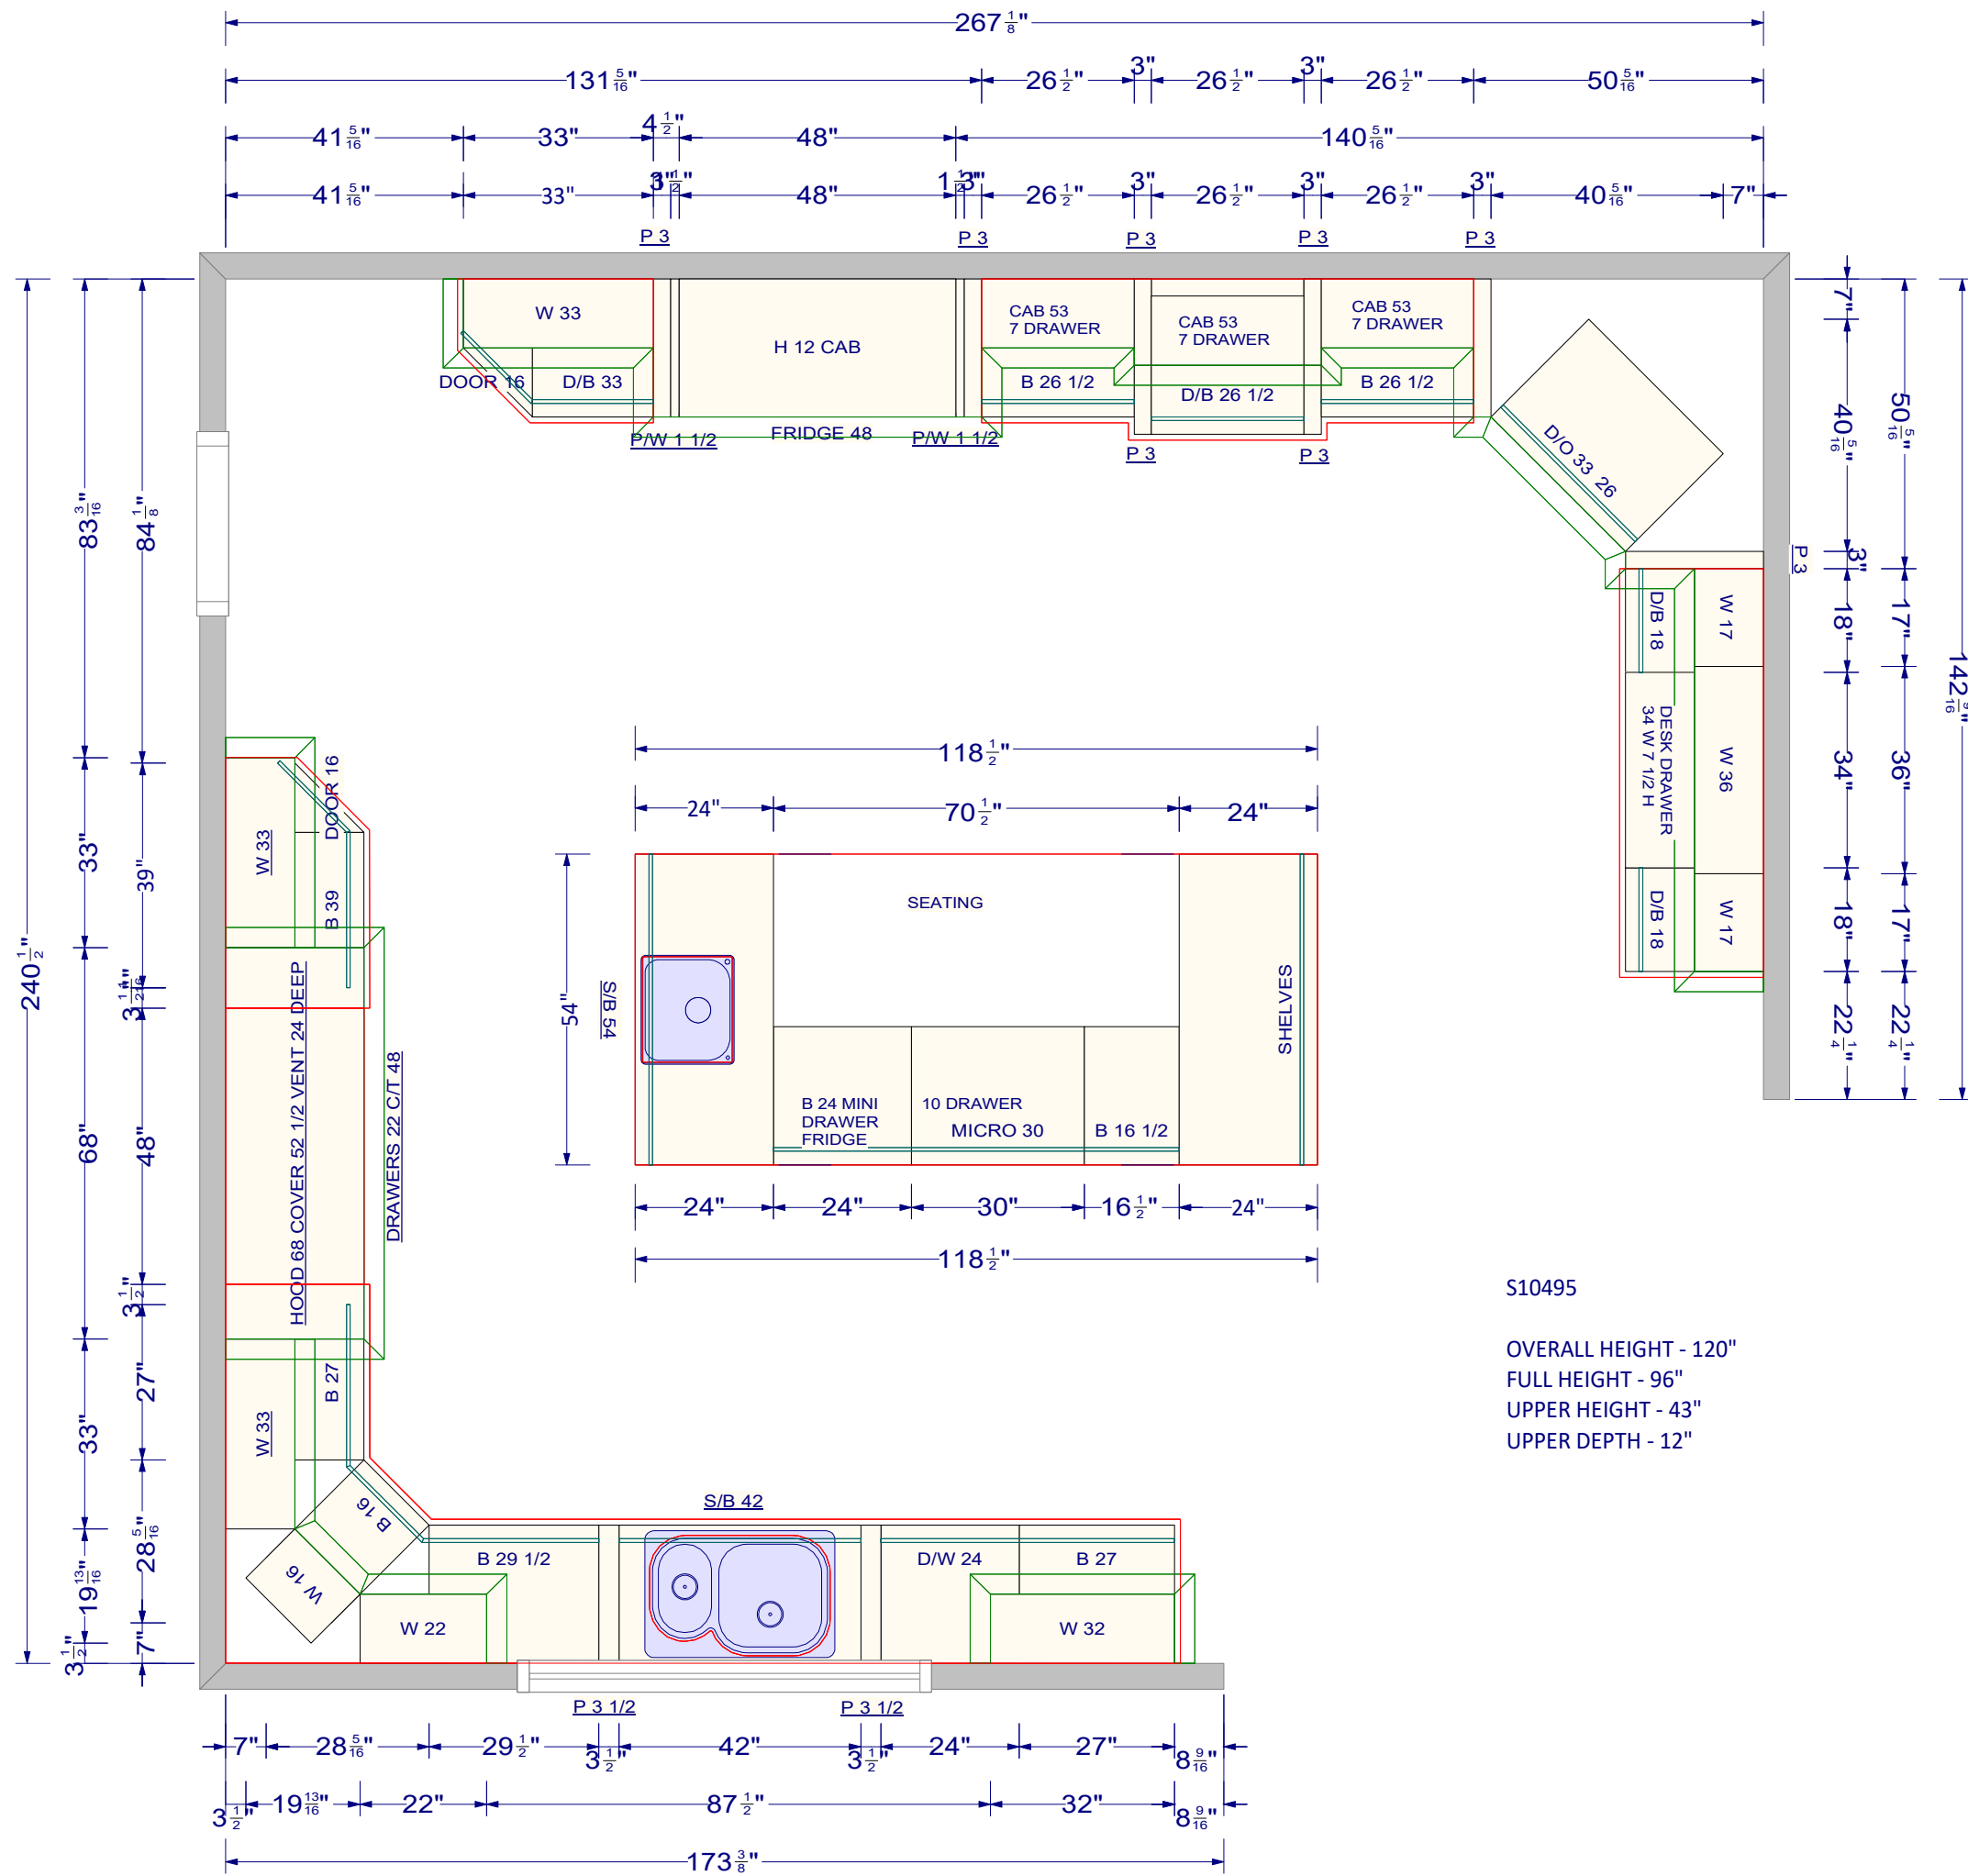 267 1/8"
131 5/16" 26 1/2" 3" 26 1/2" 3" 26 1/2" 50 5/16"
41 5/16" 33" 4 1/2" 48" 140 5/16"
41 5/16" 33" 3" 1 1/2" 48" 1 1/2" 3" 26 1/2" 3" 26 1/2" 3" 26 1/2" 3" 40 5/16" 7"
P 3 P 3 P 3 P 3 P 3
W 33
H 12 CAB
CAB 53
7 DRAWER
CAB 53
7 DRAWER
CAB 53
7 DRAWER
DOOR 16 D/B 33
B 26 1/2 D/B 26 1/2 B 26 1/2
P/W 1 1/2 FRIDGE 48 P/W 1 1/2
P 3 P 3
D/O 33 26
P 3
7" 40 5/16" 3" 18" 34" 18" 22 1/4"
50 5/16" 17" 36" 17" 22 1/4"
142 9/16"
D/B 18 W 17
DESK DRAWER
34 W 7 1/2 H
W 36
D/B 18 W 17
240 1/2"
83 3/16" 33" 68" 33" 19 13/16" 3 1/2"
84 1/8" 39" 48" 3 1/2" 27" 28 5/16" 7"
W 33
DOOR 16
B 39
HOOD 68 COVER 52 1/2 VENT 24 DEEP
DRAWERS 22 C/T 48
W 33
B 27
B 16
W 16
118 1/2"
24" 70 1/2" 24"
54"
S/B 54
SEATING
SHELVES
B 24 MINI
DRAWER
FRIDGE
10 DRAWER
MICRO 30
B 16 1/2
24" 24" 30" 16 1/2" 24"
118 1/2"
S10495
OVERALL HEIGHT - 120"
FULL HEIGHT - 96"
UPPER HEIGHT - 43"
UPPER DEPTH - 12"
S/B 42
B 29 1/2 D/W 24 B 27
W 22 W 32
P 3 1/2 P 3 1/2
7" 28 5/16" 29 1/2" 3 1/2" 42" 3 1/2" 24" 27" 8 9/16"
3 1/2" 19 13/16" 22" 87 1/2" 32" 8 9/16"
173 3/8"